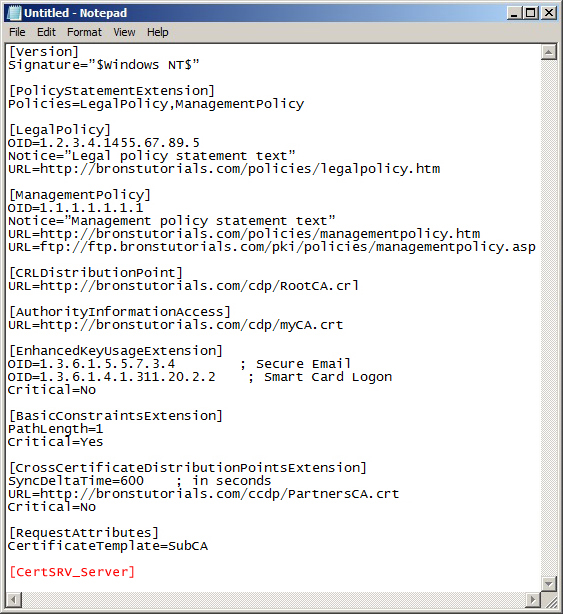 Untitled - Notepad
File Edit Format View Help
[Version]
Signature=”$Windows NT$”
[PolicyStatementExtension]
Policies=LegalPolicy,ManagementPolicy
[LegalPolicy]
OID=1.2.3.4.1455.67.89.5
Notice=”Legal policy statement text”
URL=http://bronstutorials.com/policies/legalpolicy.htm
[ManagementPolicy]
OID=1.1.1.1.1.1.1
Notice=”Management policy statement text”
URL=http://bronstutorials.com/policies/managementpolicy.htm
URL=ftp://ftp.bronstutorials.com/pki/policies/managementpolicy.asp
[CRLDistributionPoint]
URL=http://bronstutorials.com/cdp/RootCA.crl
[AuthorityInformationAccess]
URL=http://bronstutorials.com/cdp/myCA.crt
[EnhancedKeyUsageExtension]
OID=1.3.6.1.5.5.7.3.4 ; Secure Email
OID=1.3.6.1.4.1.311.20.2.2 ; Smart Card Logon
Critical=No
[BasicConstraintsExtension]
PathLength=1
Critical=Yes
[CrossCertificateDistributionPointsExtension]
SyncDeltaTime=600 ; in seconds
URL=http://bronstutorials.com/ccdp/PartnersCA.crt
Critical=No
[RequestAttributes]
CertificateTemplate=SubCA
[CertSRV_Server]